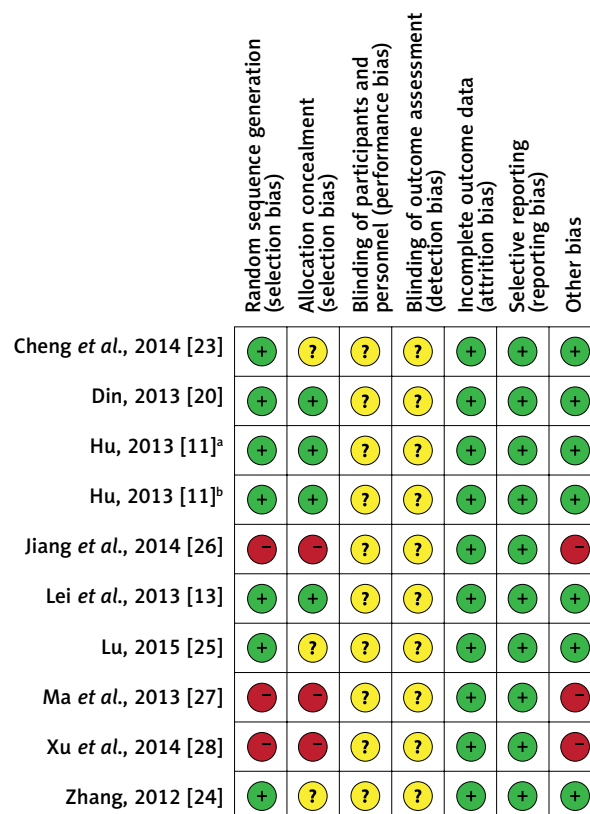 Random sequence generation
(selection bias)
Allocation concealment
(selection bias)
Blinding of participants and
personnel (performance bias)
Blinding of outcome assessment
(detection bias)
Incomplete outcome data
(attrition bias)
Selective reporting
(reporting bias)
Other bias
Cheng et al., 2014 [23] + ? ? ? + + +
Din, 2013 [20] + + ? ? + + +
Hu, 2013 [11]a + + ? ? + + +
Hu, 2013 [11]b + + ? ? + + +
Jiang et al., 2014 [26] – – ? ? + + –
Lei et al., 2013 [13] + + ? ? + + +
Lu, 2015 [25] + ? ? ? + + +
Ma et al., 2013 [27] – – ? ? + + –
Xu et al., 2014 [28] – – ? ? + + –
Zhang, 2012 [24] + ? ? ? + + +